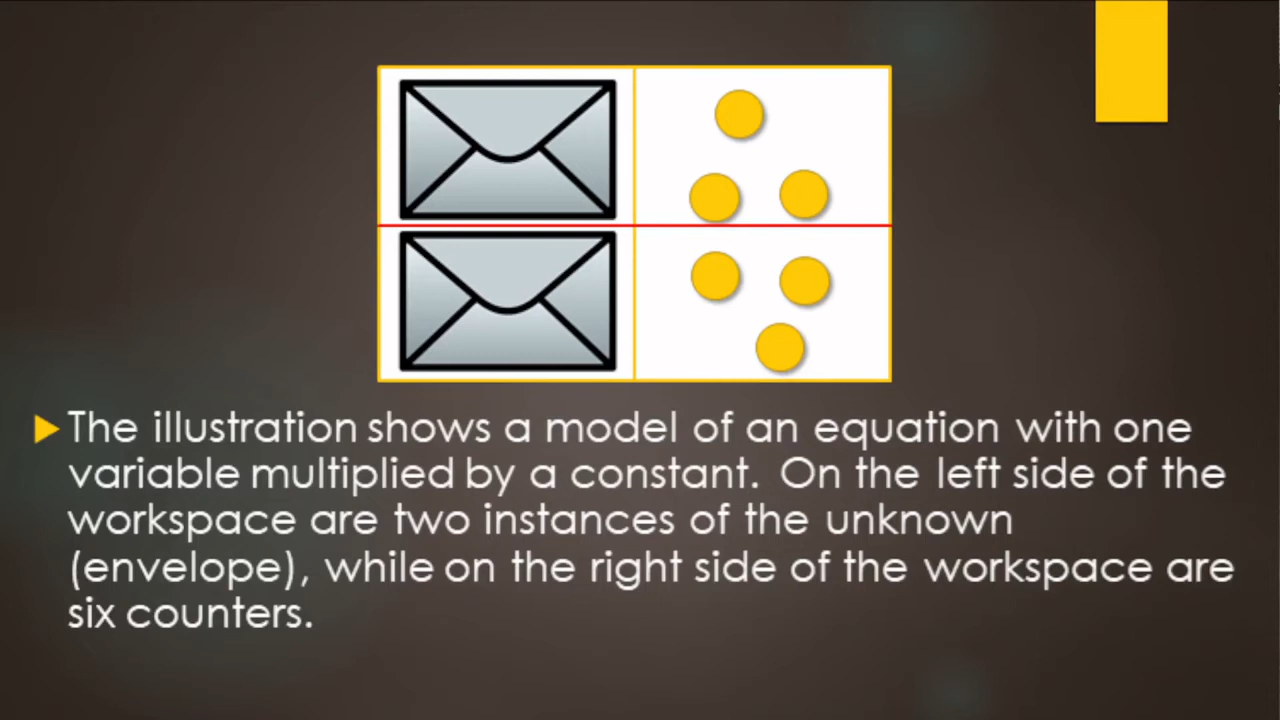 The illustration shows a model of an equation with one
variable multiplied by a constant.  On the left side of the
workspace are two instances of the unknown
(envelope), while on the right side of the workspace are
six counters.